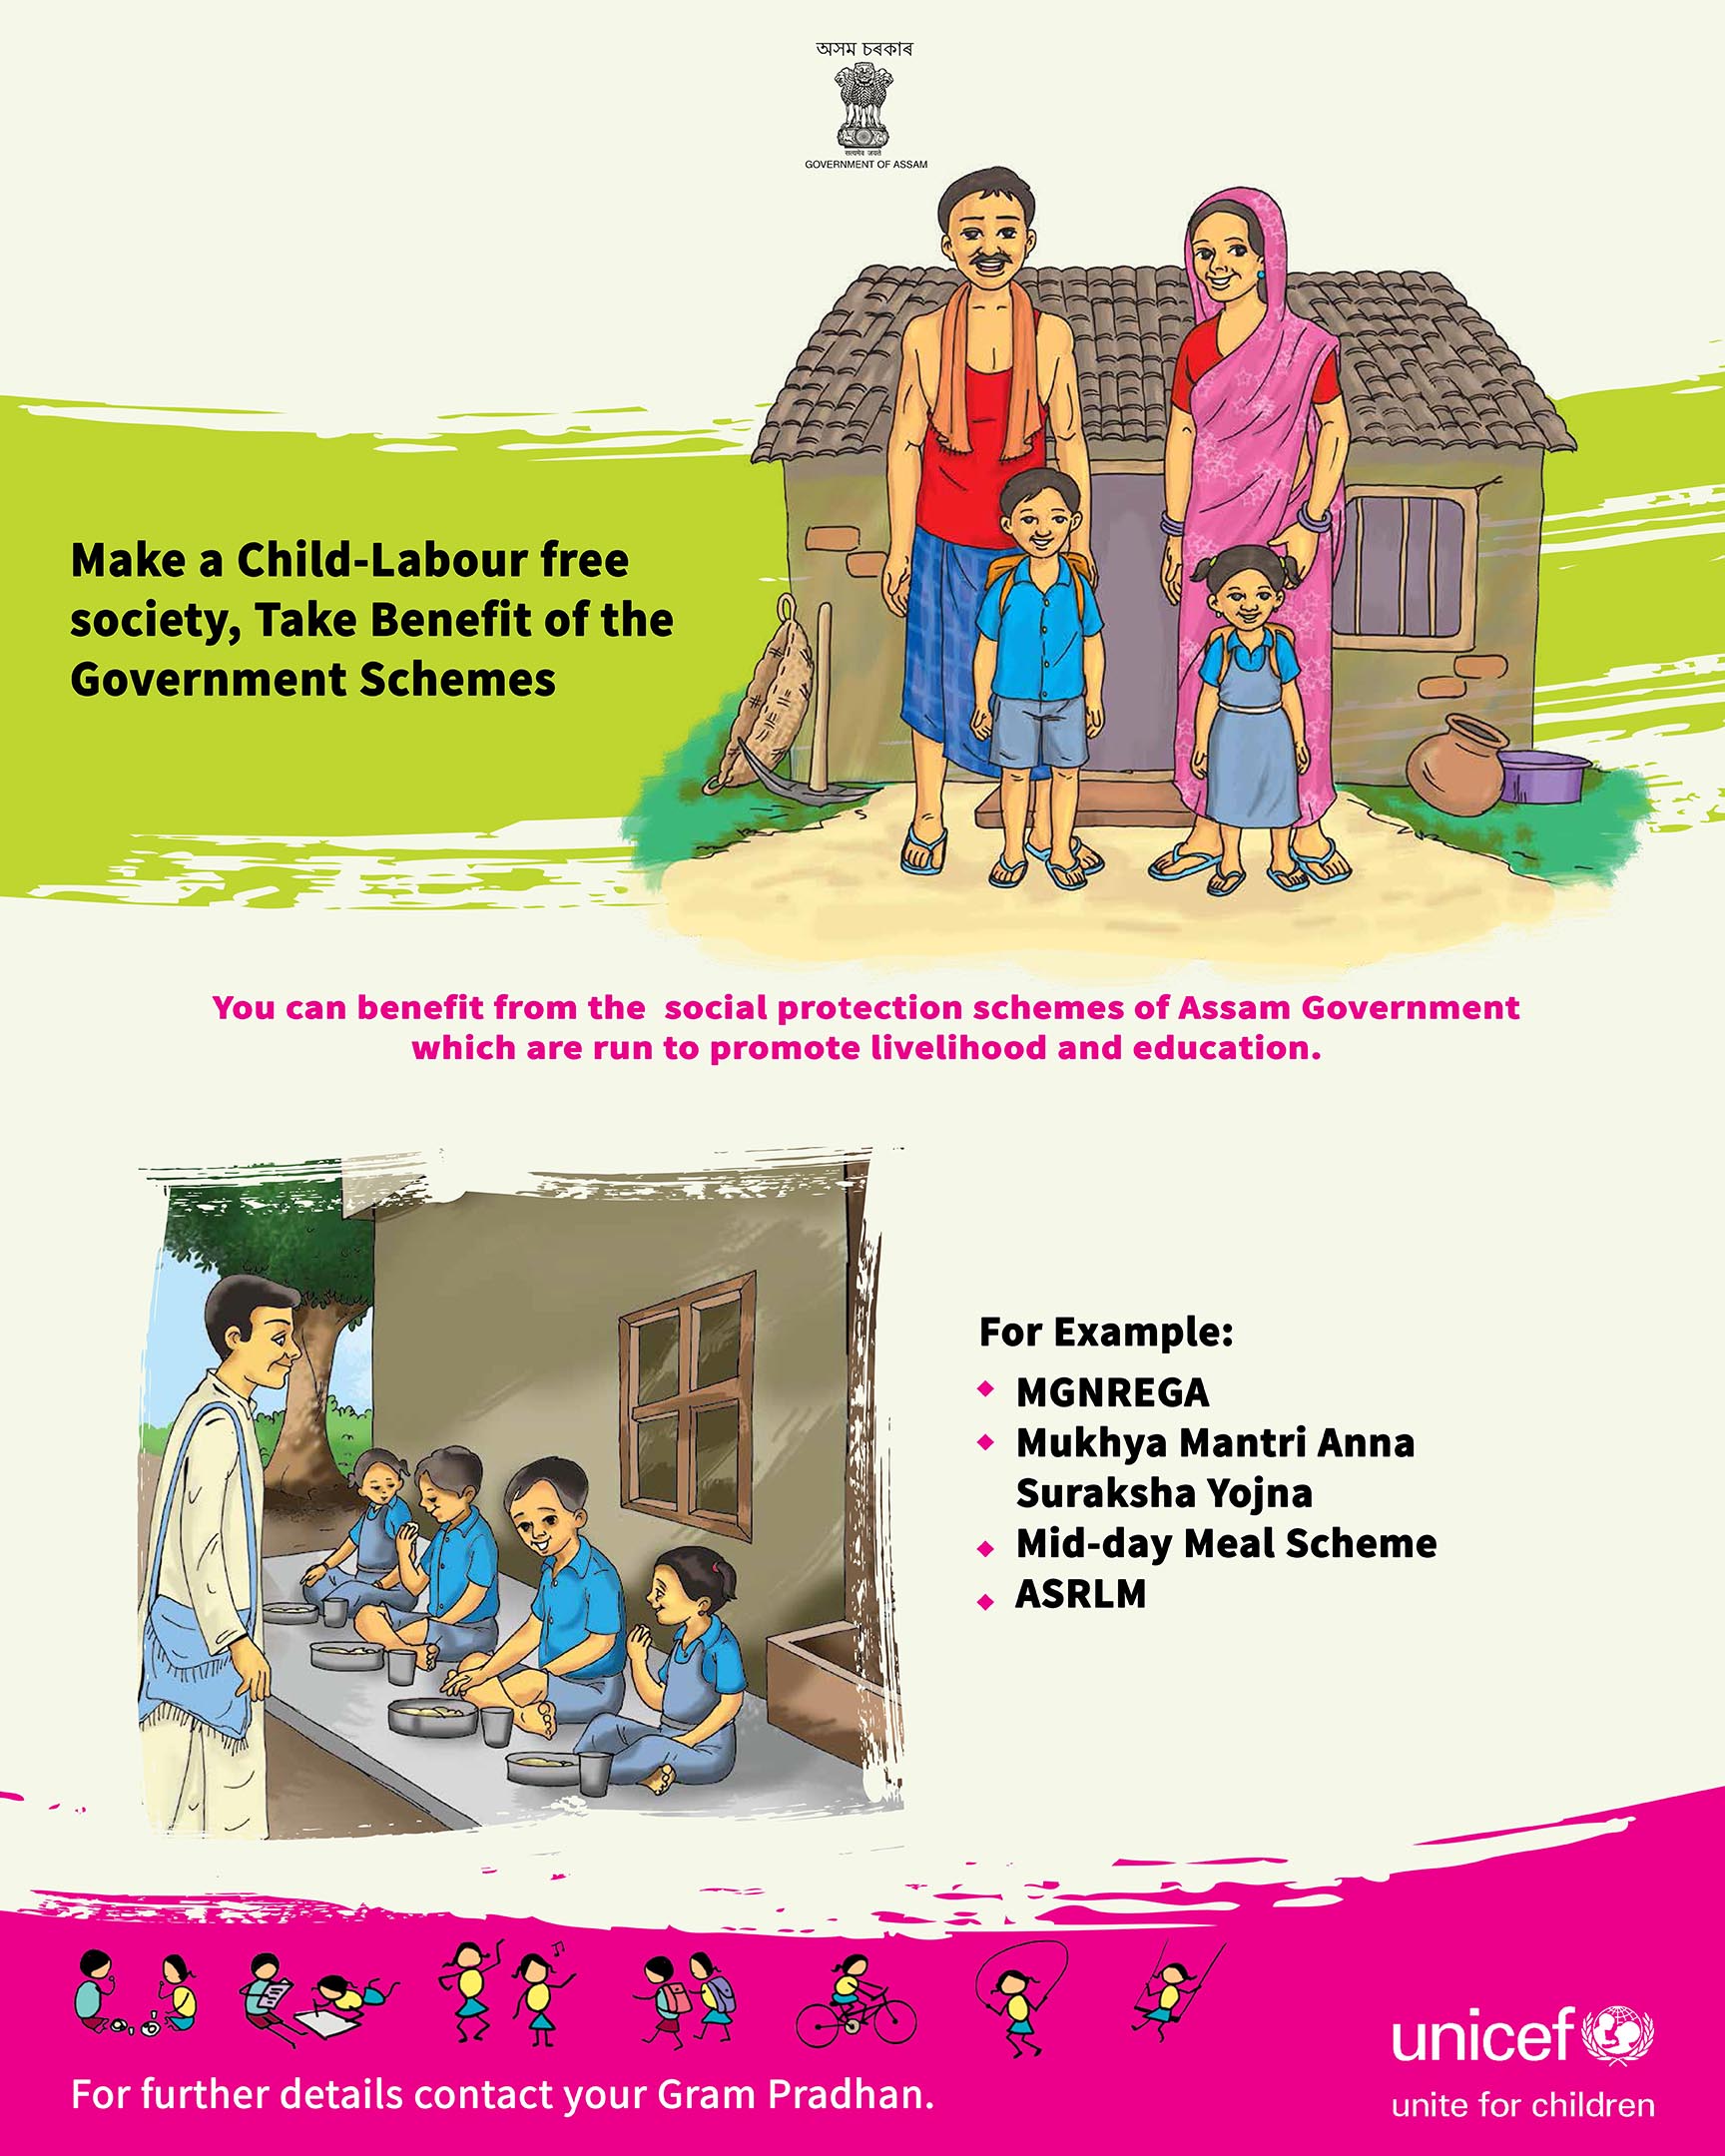 অসম চৰকাৰ
सत्यमेव जयते
GOVERNMENT OF ASSAM
Make a Child-Labour free
society, Take Benefit of the
Government Schemes
You can benefit from the social protection schemes of Assam Government
which are run to promote livelihood and education.
For Example:
MGNREGA
Mukhya Mantri Anna
Suraksha Yojna
Mid-day Meal Scheme
ASRLM
For further details contact your Gram Pradhan.
unicef
unite for children